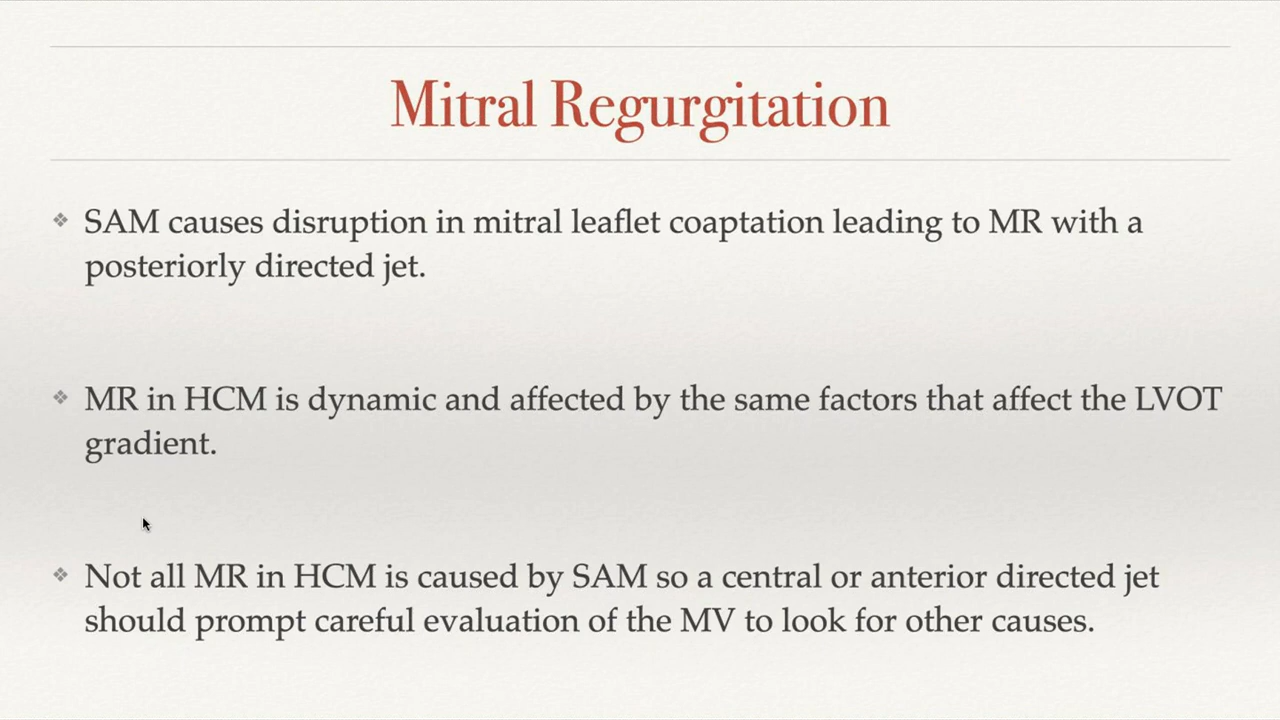 Mitral Regurgitation
❖ SAM causes disruption in mitral leaflet coaptation leading to MR with a
posteriorly directed jet.
❖ MR in HCM is dynamic and affected by the same factors that affect the LVOT
gradient.
❖ Not all MR in HCM is caused by SAM so a central or anterior directed jet
should prompt careful evaluation of the MV to look for other causes.